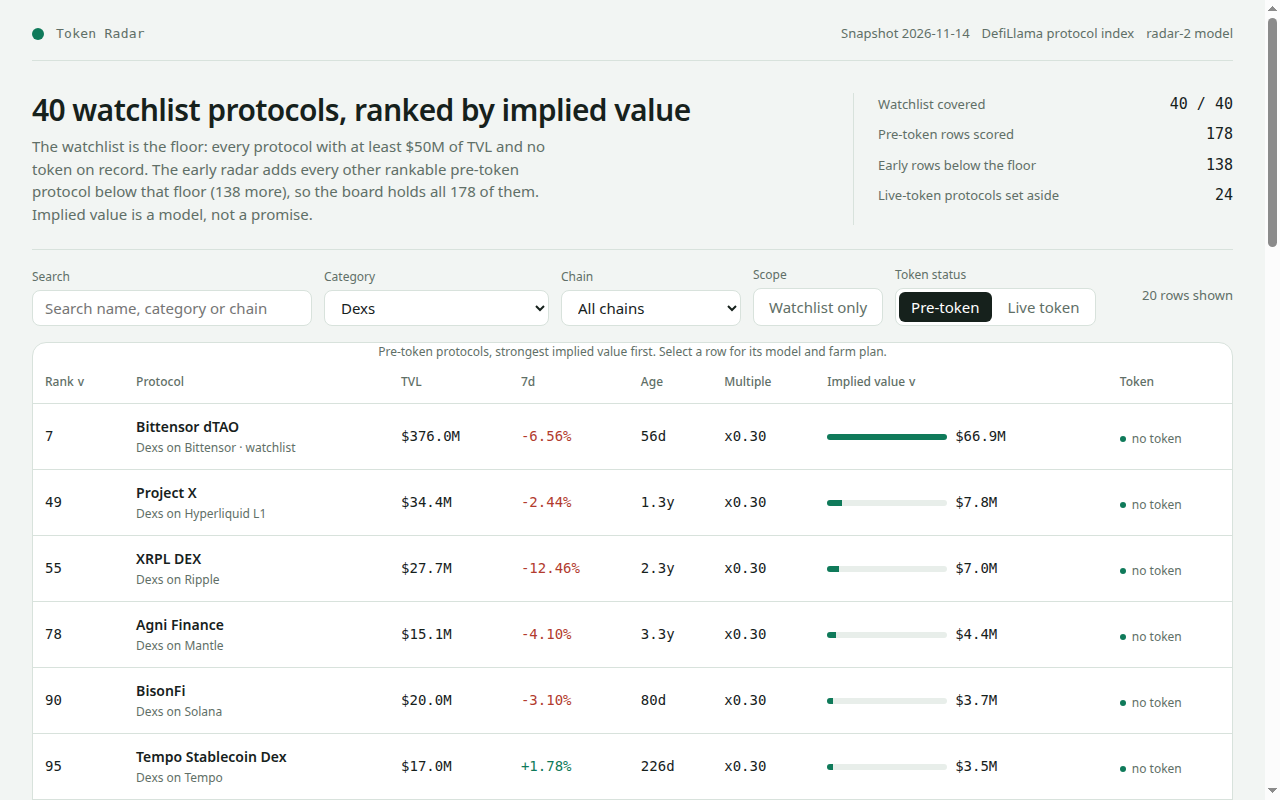 Token Radar
Snapshot 2026-11-14 DefiLlama protocol index radar-2 model
40 watchlist protocols, ranked by implied value
The watchlist is the floor: every protocol with at least $50M of TVL and no
token on record. The early radar adds every other rankable pre-token
protocol below that floor (138 more), so the board holds all 178 of them.
Implied value is a model, not a promise.
Watchlist covered 40 / 40
Pre-token rows scored 178
Early rows below the floor 138
Live-token protocols set aside 24
Search Category Chain Scope Token status
Search name, category or chain Dexs All chains Watchlist only Pre-token Live token 20 rows shown
Pre-token protocols, strongest implied value first. Select a row for its model and farm plan.
Rank v Protocol TVL 7d Age Multiple Implied value v Token
7 Bittensor dTAO $376.0M -6.56% 56d x0.30 $66.9M no token
Dexs on Bittensor · watchlist
49 Project X $34.4M -2.44% 1.3y x0.30 $7.8M no token
Dexs on Hyperliquid L1
55 XRPL DEX $27.7M -12.46% 2.3y x0.30 $7.0M no token
Dexs on Ripple
78 Agni Finance $15.1M -4.10% 3.3y x0.30 $4.4M no token
Dexs on Mantle
90 BisonFi $20.0M -3.10% 80d x0.30 $3.7M no token
Dexs on Solana
95 Tempo Stablecoin Dex $17.0M +1.78% 226d x0.30 $3.5M no token
Dexs on Tempo